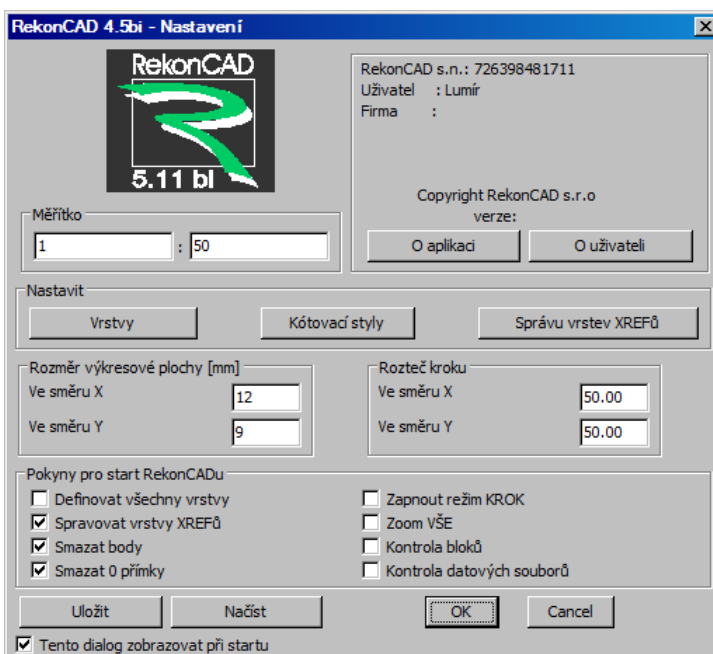 RekonCAD 4.5bi - Nastavení
RekonCAD
5.11 bl
RekonCAD s.n.: 726398481711
Uživatel : Lumír
Firma :
Copyright RekonCAD s.r.o
verze:
O aplikaci O uživateli
Měřítko
1 : 50
Nastavit
Vrstvy Kótovací styly Správu vrstev XREFů
Rozměr výkresové plochy [mm]
Ve směru X 12
Ve směru Y 9
Rozteč kroku
Ve směru X 50.00
Ve směru Y 50.00
Pokyny pro start RekonCADu
Definovat všechny vrstvy
Spravovat vrstvy XREFů
Smazat body
Smazat 0 přímky
Zapnout režim KROK
Zoom VŠE
Kontrola bloků
Kontrola datových souborů
Uložit Načíst OK Cancel
Tento dialog zobrazovat při startu